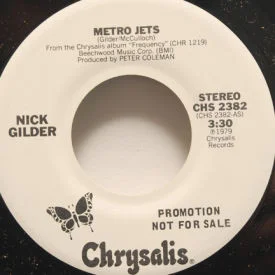 METRO JETS
(Gilder/McCulloch)
From the Chrysalis album "Frequency" (CHR 1219)
Beechwood Music Corp. (BMI)
Produced by PETER COLEMAN
NICK
GILDER
STEREO
CHS 2382
(CHS 2382-AS)
3:30
℗1979
Chrysalis
Records
PROMOTION
NOT FOR SALE
Chrysalis®